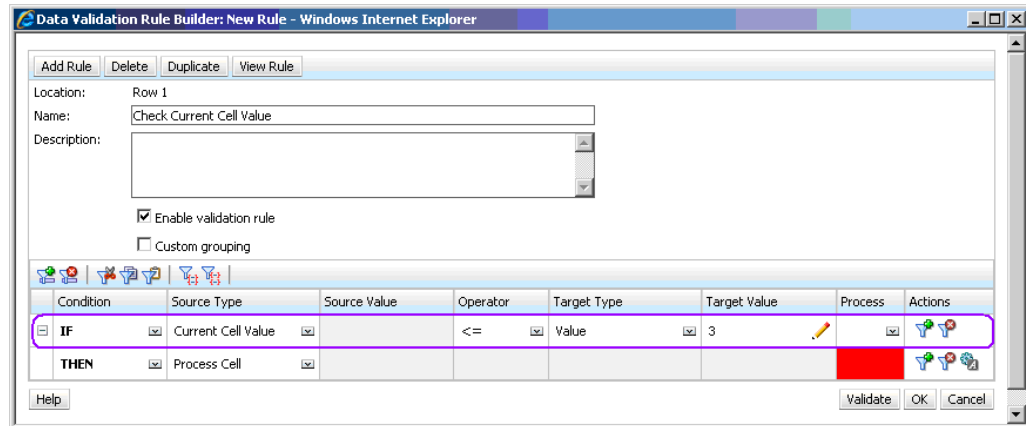 Data Validation Rule Builder: New Rule - Windows Internet Explorer
Add Rule Delete Duplicate View Rule
Location: Row 1
Name: Check Current Cell Value
Description:
Enable validation rule
Custom grouping
Condition Source Type Source Value Operator Target Type Target Value Process Actions
IF Current Cell Value <= Value 3
THEN Process Cell
Help Validate OK Cancel